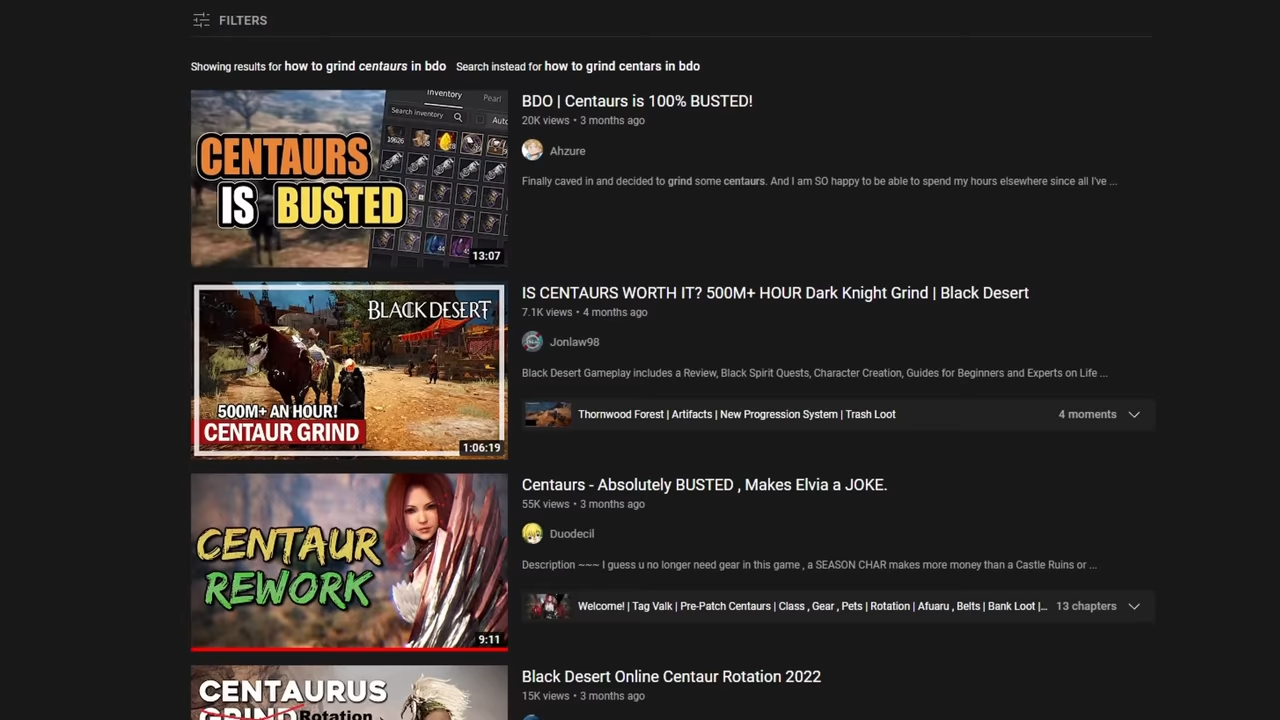 FILTERS
Showing results for how to grind centaurs in bdo Search instead for how to grind centars in bdo
Inventory Pearl
Search inventory
CENTAURS
IS BUSTED
13:07
BDO | Centaurs is 100% BUSTED!
20K views • 3 months ago
Ahzure
Finally caved in and decided to grind some centaurs. And I am SO happy to be able to spend my hours elsewhere since all I've ...
BLACK DESERT
500M+ AN HOUR!
CENTAUR GRIND
1:06:19
IS CENTAURS WORTH IT? 500M+ HOUR Dark Knight Grind | Black Desert
7.1K views • 4 months ago
Jonlaw98
Black Desert Gameplay includes a Review, Black Spirit Quests, Character Creation, Guides for Beginners and Experts on Life ...
Thornwood Forest | Artifacts | New Progression System | Trash Loot 4 moments
CENTAUR
REWORK
9:11
Centaurs - Absolutely BUSTED , Makes Elvia a JOKE.
55K views • 3 months ago
Duodecil
Description ~~~ I guess u no longer need gear in this game , a SEASON CHAR makes more money than a Castle Ruins or ...
Welcome! | Tag Valk | Pre-Patch Centaurs | Class , Gear , Pets | Rotation | Afuaru , Belts | Bank Loot |... 13 chapters
CENTAURUS
GRIND Rotation
Black Desert Online Centaur Rotation 2022
15K views • 3 months ago